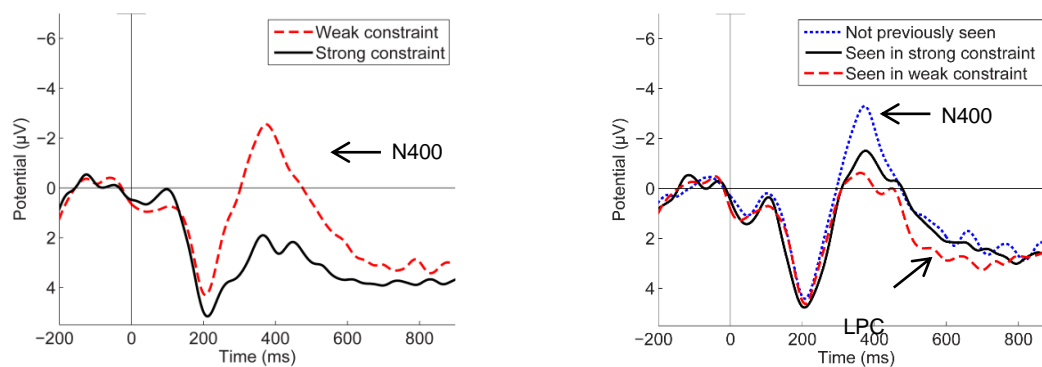 −6
−4
−2
0
2
4
Potential (µV)
−200
0
200
400
600
800
Time (ms)
Weak constraint
Strong constraint
N400
−6
−4
−2
0
2
4
Potential (µV)
−200
0
200
400
600
800
Time (ms)
Not previously seen
Seen in strong constraint
Seen in weak constraint
N400
LPC